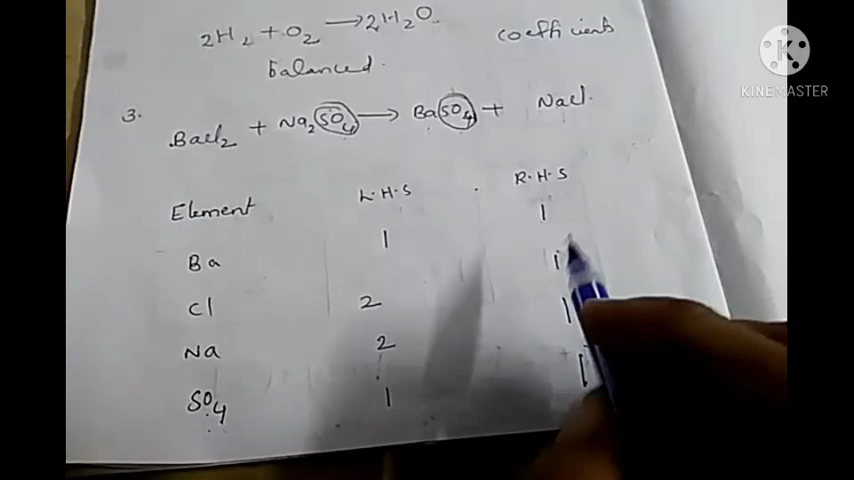 2H₂ + O₂ → 2H₂O. coefficients
balanced.
3. BaCl₂ + Na₂SO₄ → BaSO₄ + NaCl.
Element L.H.S R.H.S
Ba 1 1
Cl 2 1
Na 2 1
SO₄ 1 1
KINEMASTER